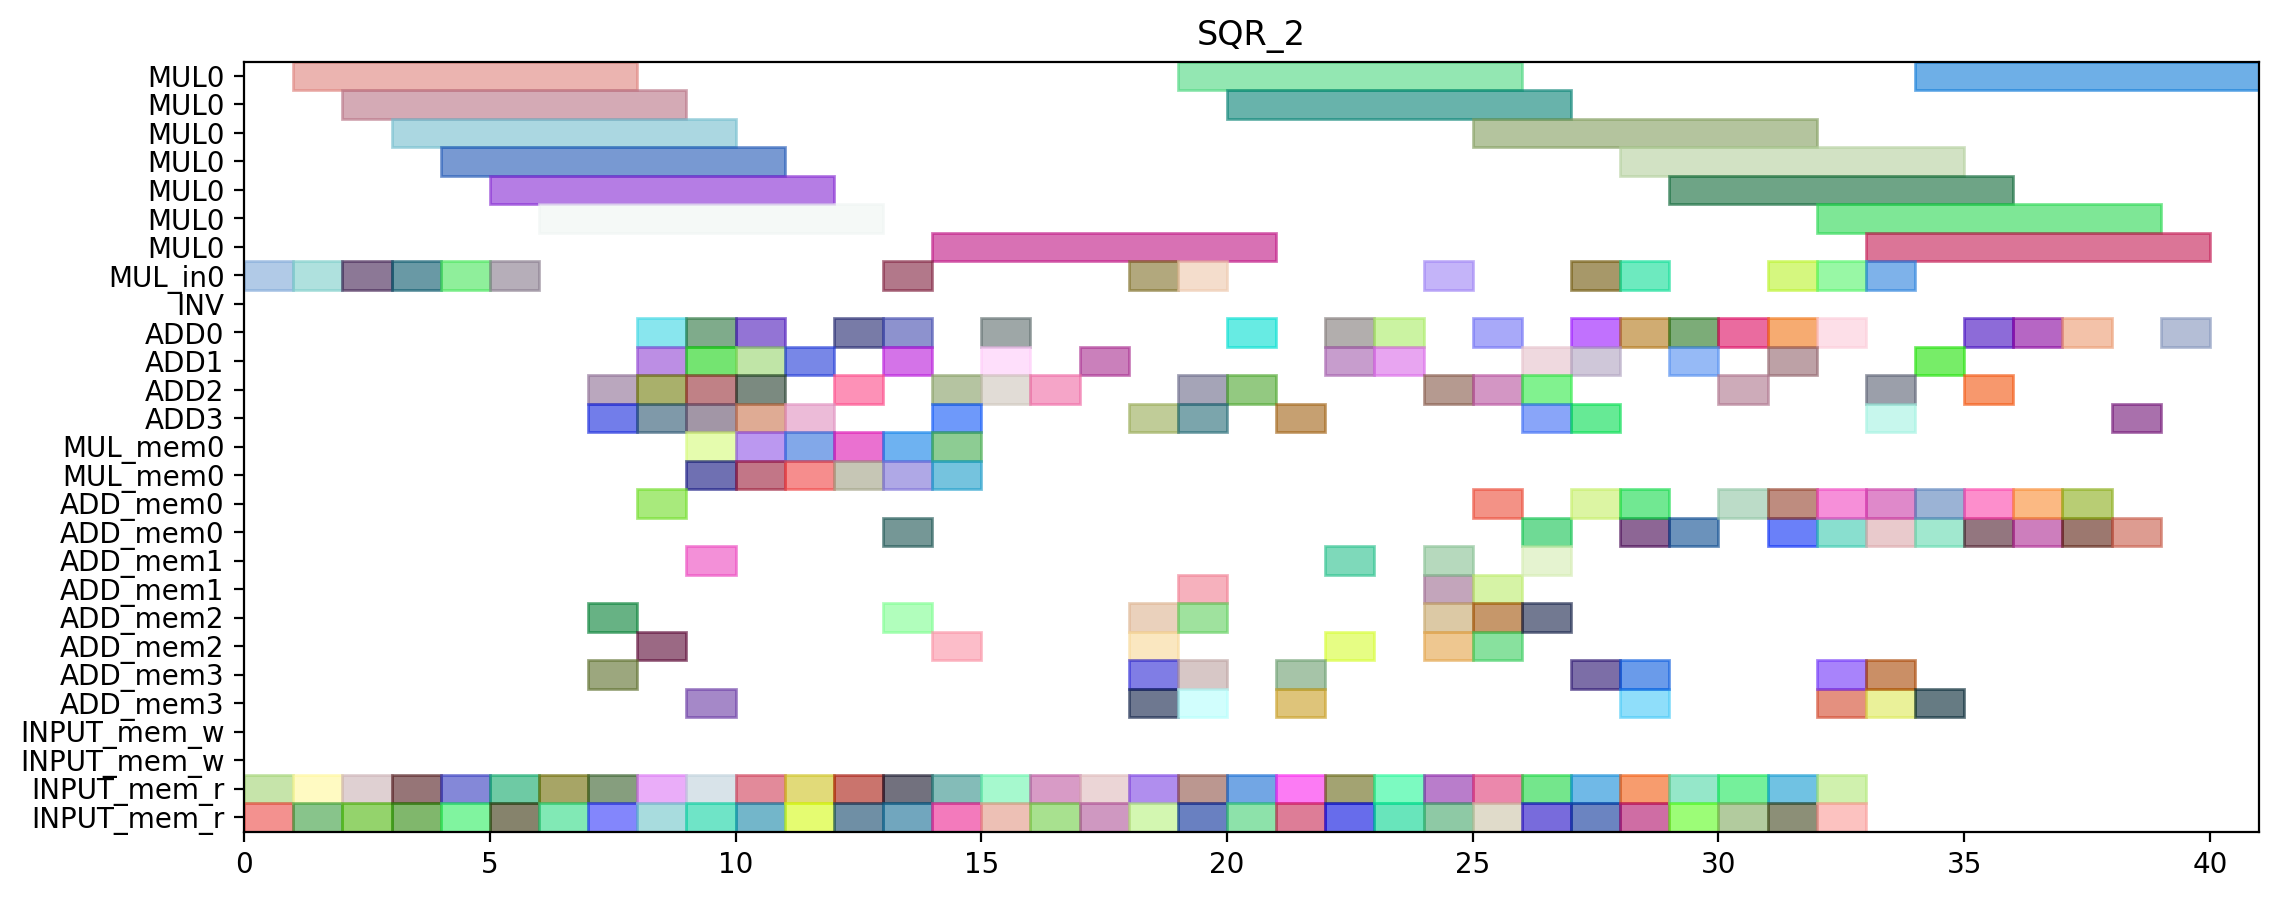 SQR_2
MUL0
MUL0
MUL0
MUL0
MUL0
MUL0
MUL0
MUL_in0
INV
ADD0
ADD1
ADD2
ADD3
MUL_mem0
MUL_mem0
ADD_mem0
ADD_mem0
ADD_mem1
ADD_mem1
ADD_mem2
ADD_mem2
ADD_mem3
ADD_mem3
INPUT_mem_w
INPUT_mem_w
INPUT_mem_r
INPUT_mem_r
0 5 10 15 20 25 30 35 40